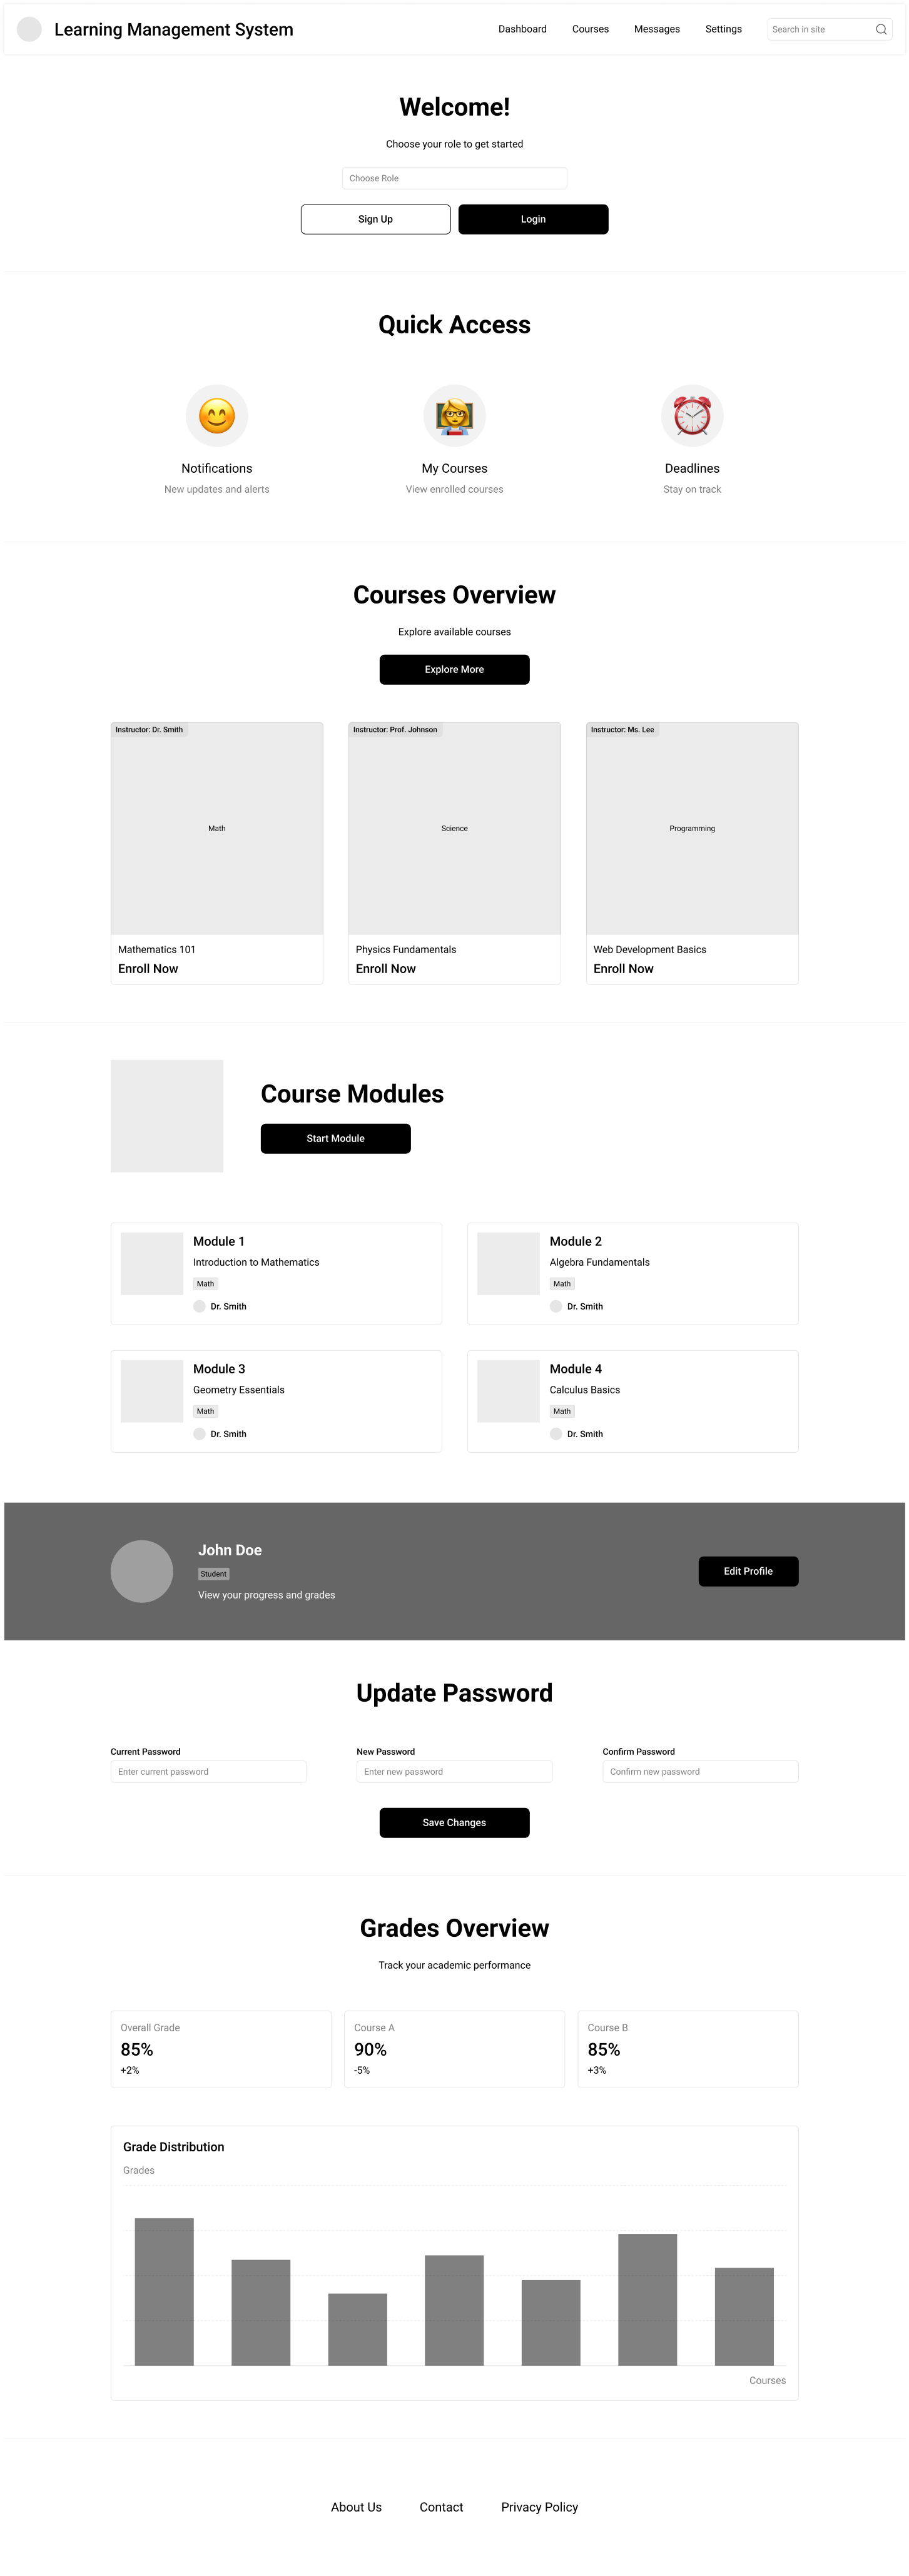 Learning Management System
Dashboard
Courses
Messages
Settings
Search in site
Welcome!
Choose your role to get started
Choose Role
Sign Up
Login
Quick Access
Notifications
New updates and alerts
My Courses
View enrolled courses
Deadlines
Stay on track
Courses Overview
Explore available courses
Explore More
Instructor: Dr. Smith
Math
Mathematics 101
Enroll Now
Instructor: Prof. Johnson
Science
Physics Fundamentals
Enroll Now
Instructor: Ms. Lee
Programming
Web Development Basics
Enroll Now
Course Modules
Start Module
Module 1
Introduction to Mathematics
Math
Dr. Smith
Module 2
Algebra Fundamentals
Math
Dr. Smith
Module 3
Geometry Essentials
Math
Dr. Smith
Module 4
Calculus Basics
Math
Dr. Smith
John Doe
Student
View your progress and grades
Edit Profile
Update Password
Current Password
Enter current password
New Password
Enter new password
Confirm Password
Confirm new password
Save Changes
Grades Overview
Track your academic performance
Overall Grade
85%
+2%
Course A
90%
-5%
Course B
85%
+3%
Grade Distribution
Grades
Courses
About Us
Contact
Privacy Policy